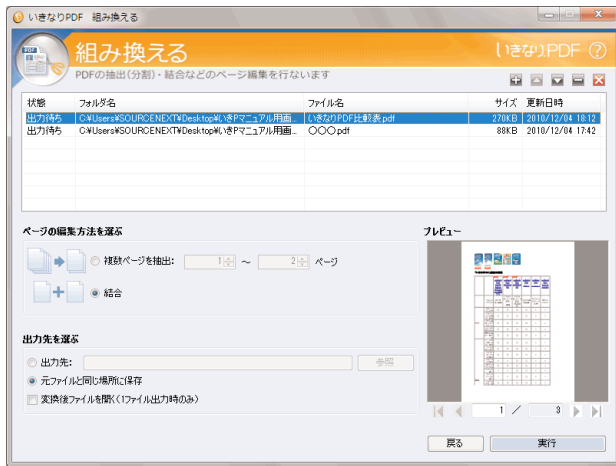 いきなりPDF 組み換える
組み換える
いきなりPDF
PDFの抽出(分割)・結合などのページ編集を行ないます
状態 フォルダ名 ファイル名 サイズ 更新日時
出力待ち C:¥Users¥SOURCENEXT¥Desktop¥いきPマニュアル用画... いきなりPDF比較表.pdf 270KB 2010/12/04 18:12
出力待ち C:¥Users¥SOURCENEXT¥Desktop¥いきPマニュアル用画... 〇〇〇.pdf 88KB 2010/12/04 17:42
ページの編集方法を選ぶ
複数ページを抽出: 1 ～ 2 ページ
結合
出力先を選ぶ
出力先: 参照
元ファイルと同じ場所に保存
変換後ファイルを開く(1ファイル出力時のみ)
プレビュー
1 / 3
戻る 実行